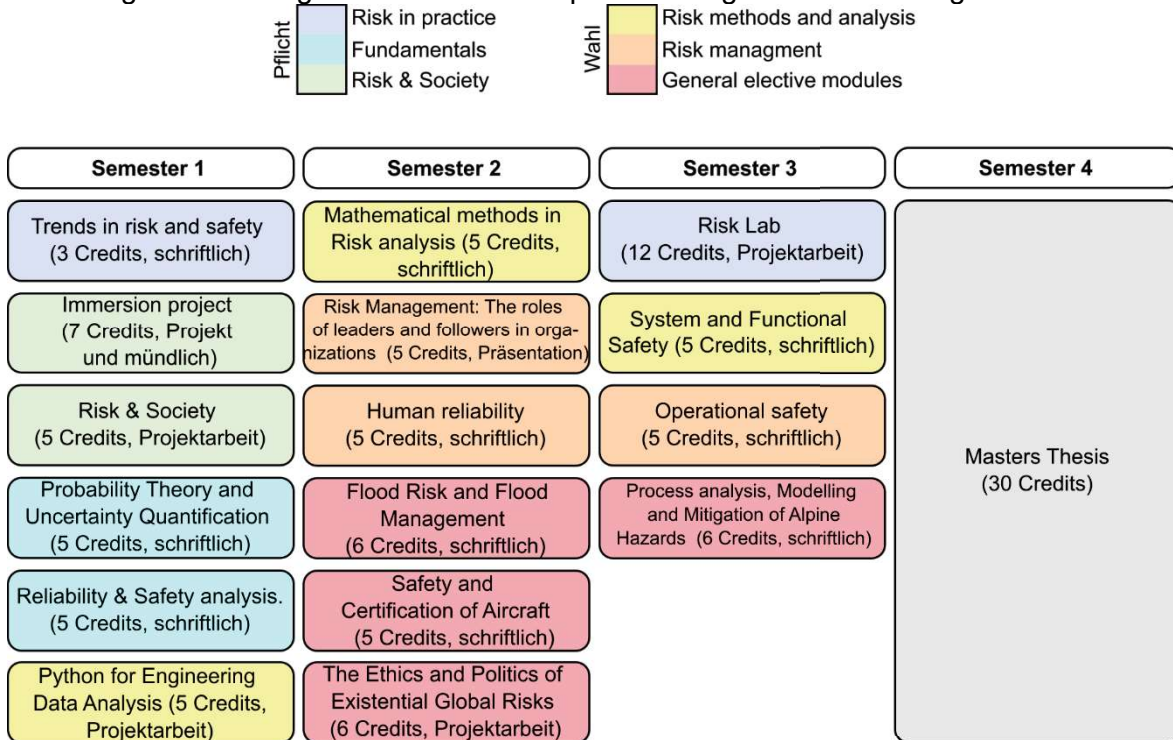 Pflicht
Risk in practice
Fundamentals
Risk & Society
Wahl
Risk methods and analysis
Risk managment
General elective modules
Semester 1
Trends in risk and safety
(3 Credits, schriftlich)
Immersion project
(7 Credits, Projekt
und mündlich)
Risk & Society
(5 Credits, Projektarbeit)
Probability Theory and
Uncertainty Quantification
(5 Credits, schriftlich)
Reliability & Safety analysis.
(5 Credits, schriftlich)
Python for Engineering
Data Analysis (5 Credits,
Projektarbeit)
Semester 2
Mathematical methods in
Risk analysis (5 Credits,
schriftlich)
Risk Management: The roles
of leaders and followers in orga-
nizations (5 Credits, Präsentation)
Human reliability
(5 Credits, schriftlich)
Flood Risk and Flood
Management
(6 Credits, schriftlich)
Safety and
Certification of Aircraft
(5 Credits, schriftlich)
The Ethics and Politics of
Existential Global Risks
(6 Credits, Projektarbeit)
Semester 3
Risk Lab
(12 Credits, Projektarbeit)
System and Functional
Safety (5 Credits, schriftlich)
Operational safety
(5 Credits, schriftlich)
Process analysis, Modelling
and Mitigation of Alpine
Hazards (6 Credits, schriftlich)
Semester 4
Masters Thesis
(30 Credits)